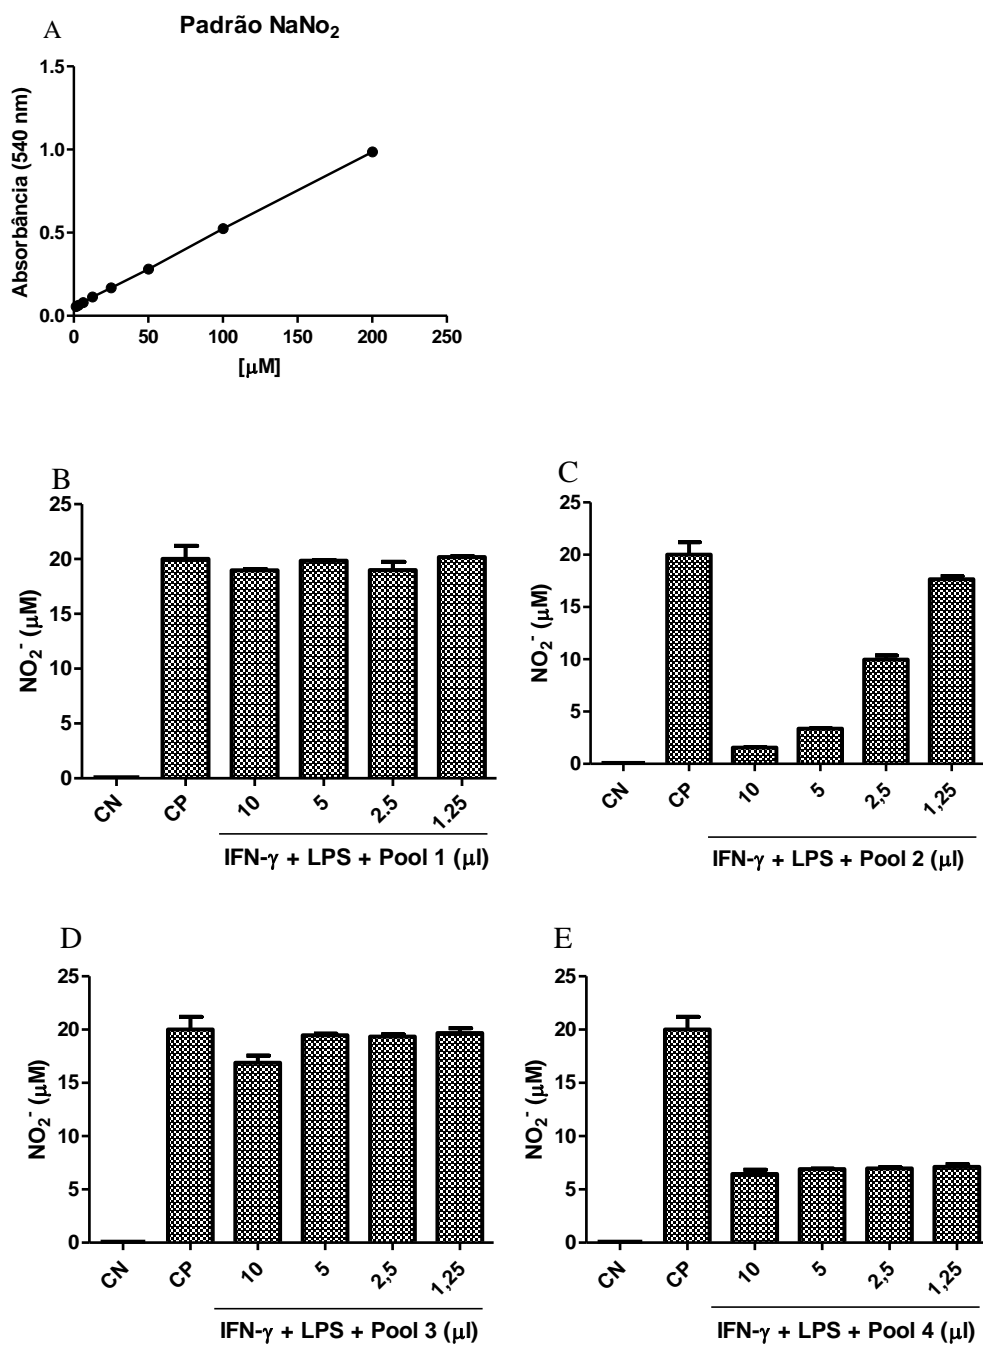 A
Padrão NaNo₂
Absorbância (540 nm)
1.5
1.0
0.5
0.0
0 50 100 150 200 250
[μM]
B
NO₂⁻ (μM)
25
20
15
10
5
0
CN CP 10 5 2.5 1.25
IFN-γ + LPS + Pool 1 (μl)
C
NO₂⁻ (μM)
25
20
15
10
5
0
CN CP 10 5 2,5 1,25
IFN-γ + LPS + Pool 2 (μl)
D
NO₂⁻ (μM)
25
20
15
10
5
0
CN CP 10 5 2,5 1,25
IFN-γ + LPS + Pool 3 (μl)
E
NO₂⁻ (μM)
25
20
15
10
5
0
CN CP 10 5 2,5 1,25
IFN-γ + LPS + Pool 4 (μl)